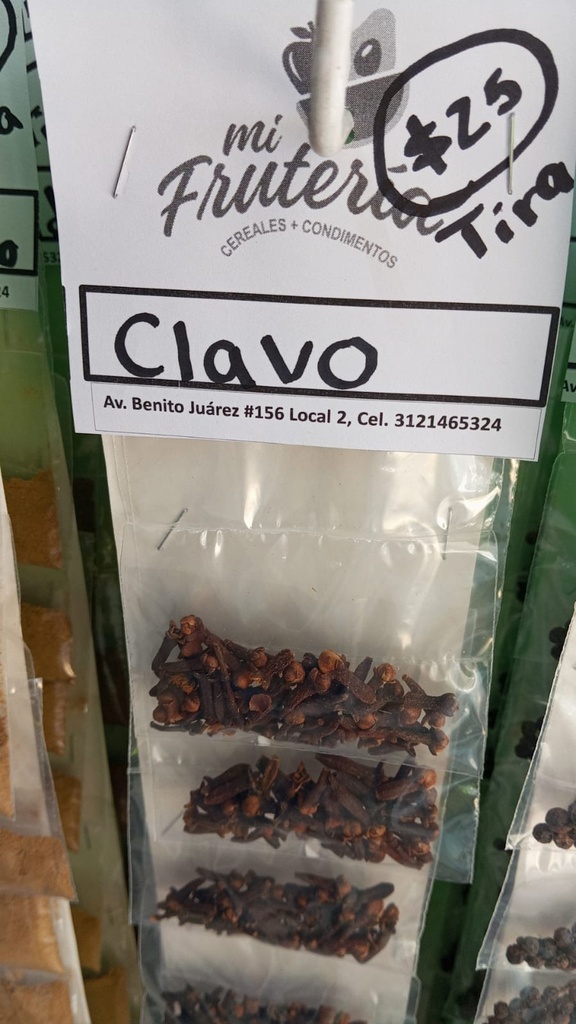 $25
Tira
mi
Frutería
CEREALES + CONDIMENTOS
Clavo
Av. Benito Juárez #156 Local 2, Cel. 3121465324